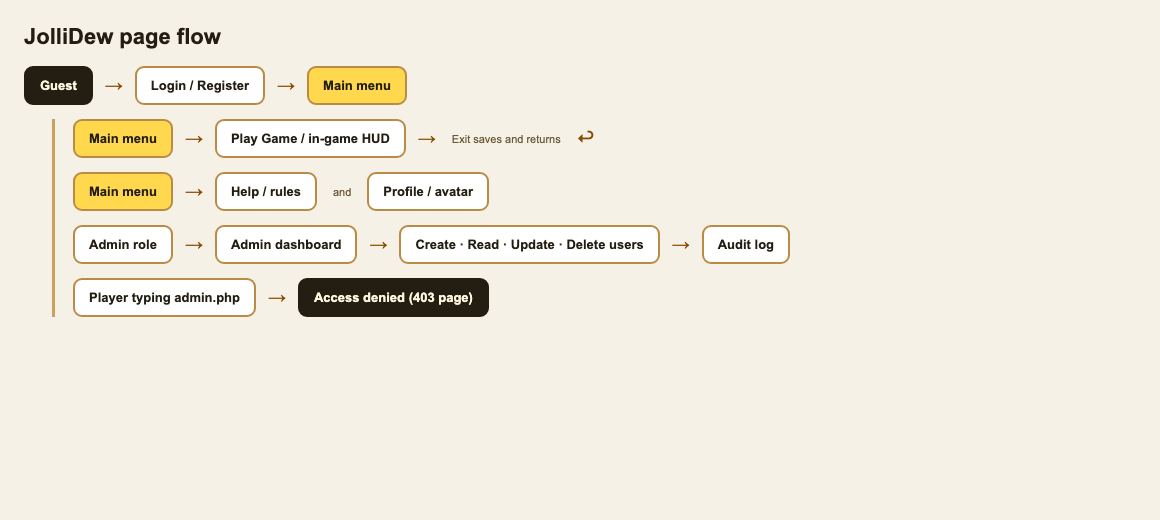 JolliDew page flow
Guest → Login / Register → Main menu
Main menu → Play Game / in-game HUD → Exit saves and returns ↩
Main menu → Help / rules and Profile / avatar
Admin role → Admin dashboard → Create · Read · Update · Delete users → Audit log
Player typing admin.php → Access denied (403 page)